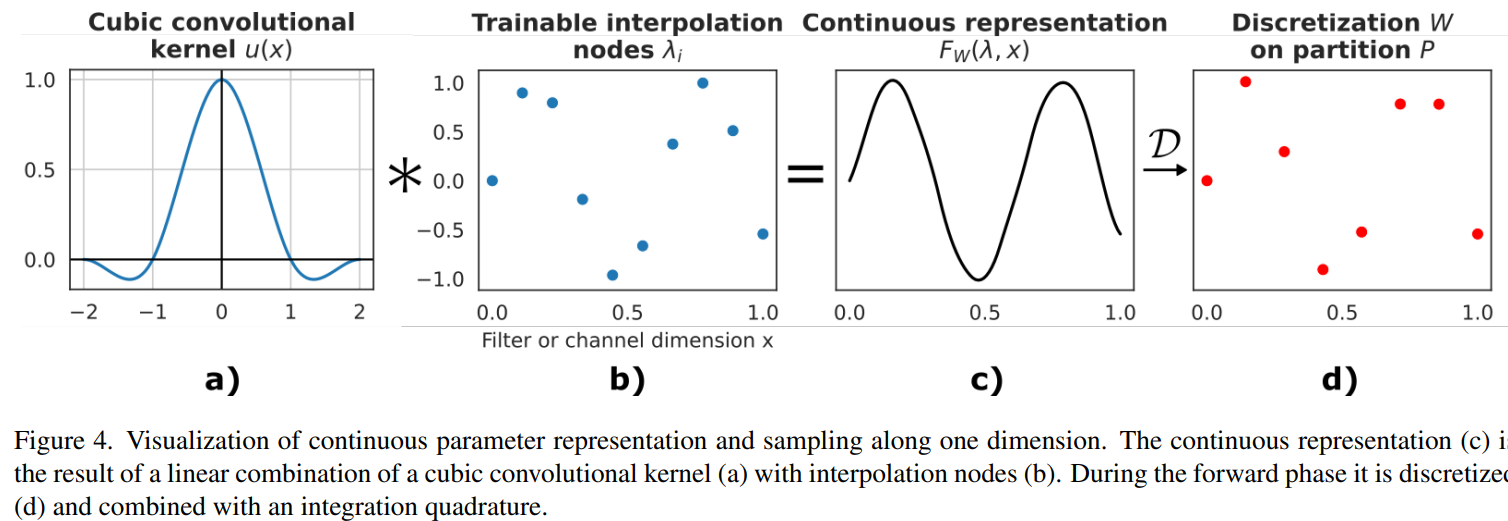 Cubic convolutional
kernel u(x)
Trainable interpolation
nodes λᵢ
Continuous representation
F_W(λ, x)
Discretization W
on partition P
1.0
0.5
0.0
−2 −1 0 1 2
*
1.0
0.5
0.0
−0.5
−1.0
0.0 0.5 1.0
Filter or channel dimension x
=
0.0 0.5 1.0
𝒟
→
0.0 0.5 1.0
a)
b)
c)
d)
Figure 4. Visualization of continuous parameter representation and sampling along one dimension. The continuous representation (c) i
the result of a linear combination of a cubic convolutional kernel (a) with interpolation nodes (b). During the forward phase it is discretized
(d) and combined with an integration quadrature.